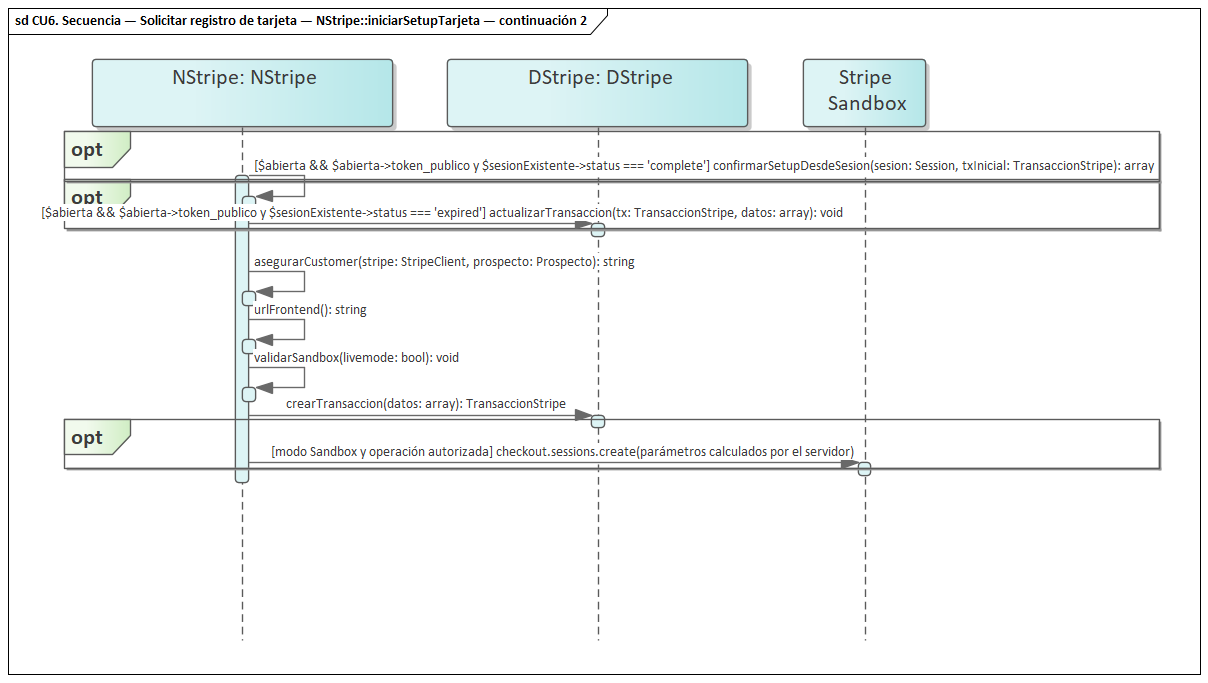 sd CU6. Secuencia — Solicitar registro de tarjeta — NStripe::iniciarSetupTarjeta — continuación 2
NStripe: NStripe
DStripe: DStripe
Stripe
Sandbox
opt
[$abierta && $abierta->token_publico y $sesionExistente->status === 'complete'] confirmarSetupDesdeSesion(sesion: Session, txInicial: TransaccionStripe): array
opt
[$abierta && $abierta->token_publico y $sesionExistente->status === 'expired'] actualizarTransaccion(tx: TransaccionStripe, datos: array): void
asegurarCustomer(stripe: StripeClient, prospecto: Prospecto): string
urlFrontend(): string
validarSandbox(livemode: bool): void
crearTransaccion(datos: array): TransaccionStripe
opt
[modo Sandbox y operación autorizada] checkout.sessions.create(parámetros calculados por el servidor)